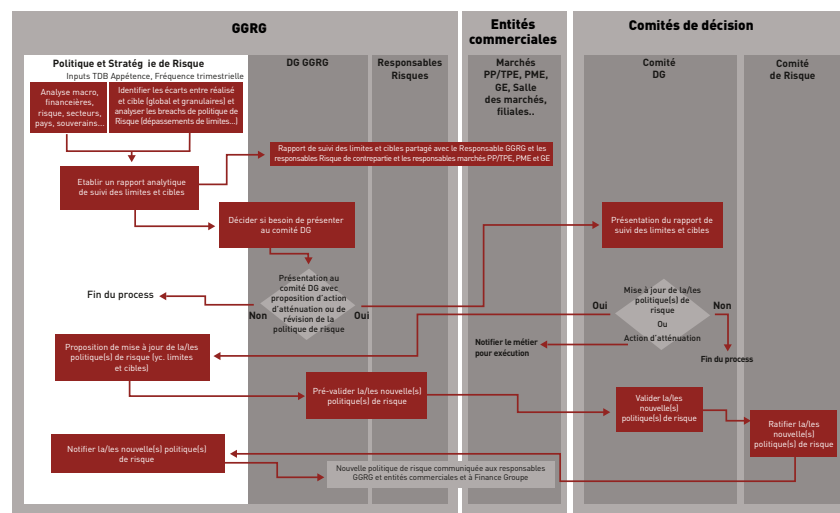 GGRG
Entités
commerciales
Comités de décision
Politique et Stratég ie de Risque
Inputs TDB Appétence, Fréquence trimestrielle
DG GGRG
Responsables
Risques
Marchés
PP/TPE, PME,
GE, Salle
des marchés,
filiales..
Comité
DG
Comité
de Risque
Analyse macro,
financières,
risque, secteurs,
pays, souverains...
Identifier les écarts entre réalisé
et cible (global et granulaires) et
analyser les breachs de politique de
Risque (dépassements de limites...)
Rapport de suivi des limites et cibles partagé avec le Responsable GGRG et les
responsables Risque de contrepartie et les responsables marchés PP/TPE, PME et GE
Etablir un rapport analytique
de suivi des limites et cibles
Décider si besoin de présenter
au comité DG
Présentation du rapport de
suivi des limites et cibles
Présentation au
comité DG avec
proposition d'action
d'atténuation ou de
révision de la
politique de risque
Fin du process
Non
Oui
Mise à jour de la/les
politique(s) de
risque
Ou
Action d'atténuation
Oui
Non
Notifier le métier
pour exécution
Fin du process
Proposition de mise à jour de la/les
politique(s) de risque (yc. limites
et cibles)
Pré-valider la/les nouvelle(s)
politique(s) de risque
Valider la/les
nouvelle(s)
politique(s) de risque
Ratifier la/les
nouvelle(s)
politique(s) de risque
Notifier la/les nouvelle(s) politique(s)
de risque
Nouvelle politique de risque communiquée aux responsables
GGRG et entités commerciales et à Finance Groupe